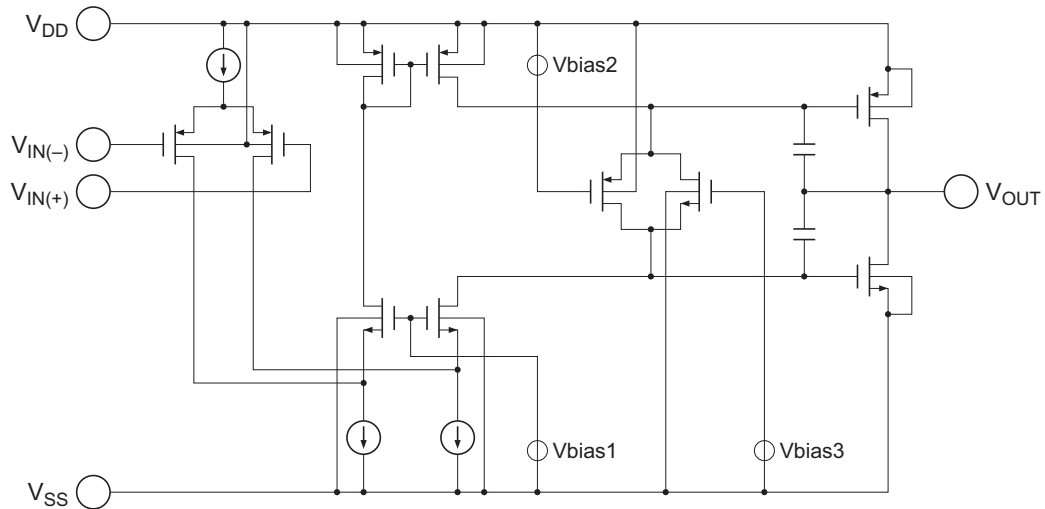 VDD
Vbias2
VIN(–)
VIN(+)
VOUT
Vbias1
Vbias3
VSS